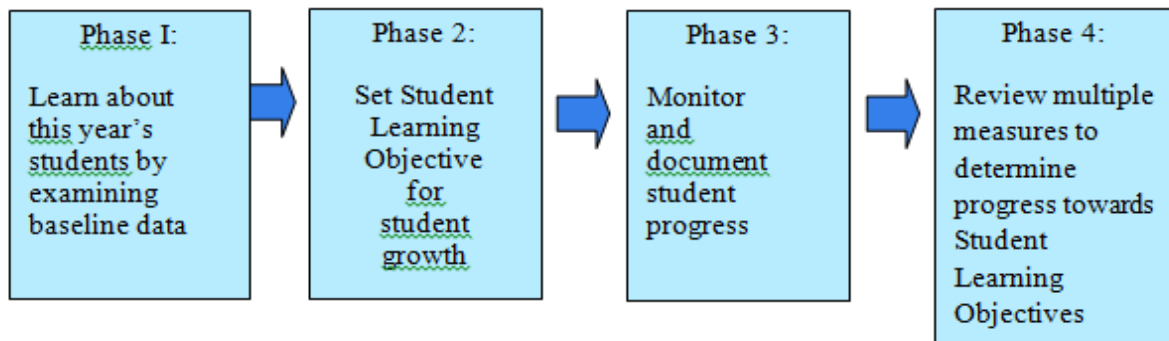 Phase I:
Learn about
this year’s
students by
examining
baseline data
Phase 2:
Set Student
Learning
Objective
for
student
growth
Phase 3:
Monitor
and
document
student
progress
Phase 4:
Review multiple
measures to
determine
progress towards
Student
Learning
Objectives